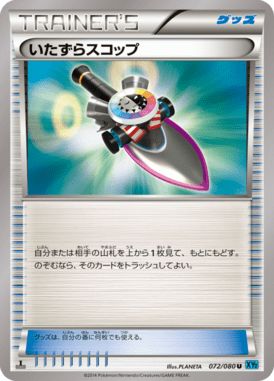 TRAINER'S グッズ
いたずらスコップ
自分または相手の山札を上から1枚見て、もとにもどす。
のぞむなら、そのカードをトラッシュしてよい。
グッズは、自分の番に何枚でも使える。
Illus.PLANETA 072/080 U XY
©2014 Pokémon/Nintendo/Creatures/GAME FREAK.